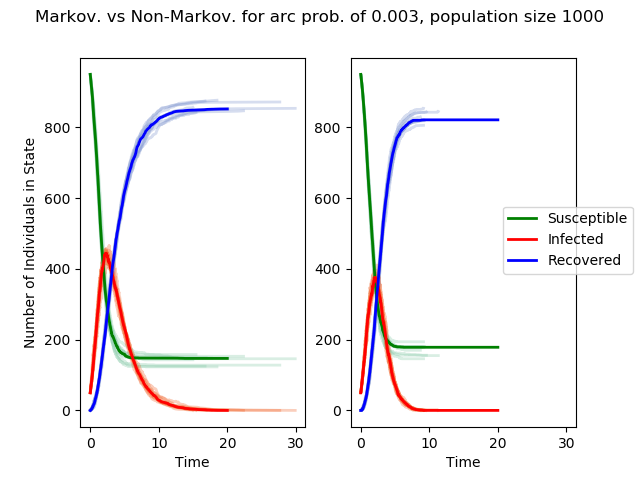 Markov. vs Non-Markov. for arc prob. of 0.003, population size 1000
Number of Individuals in State
800
600
400
200
0
0 10 20 30
Time
800
600
400
200
0
0 10 20 30
Time
Susceptible
Infected
Recovered